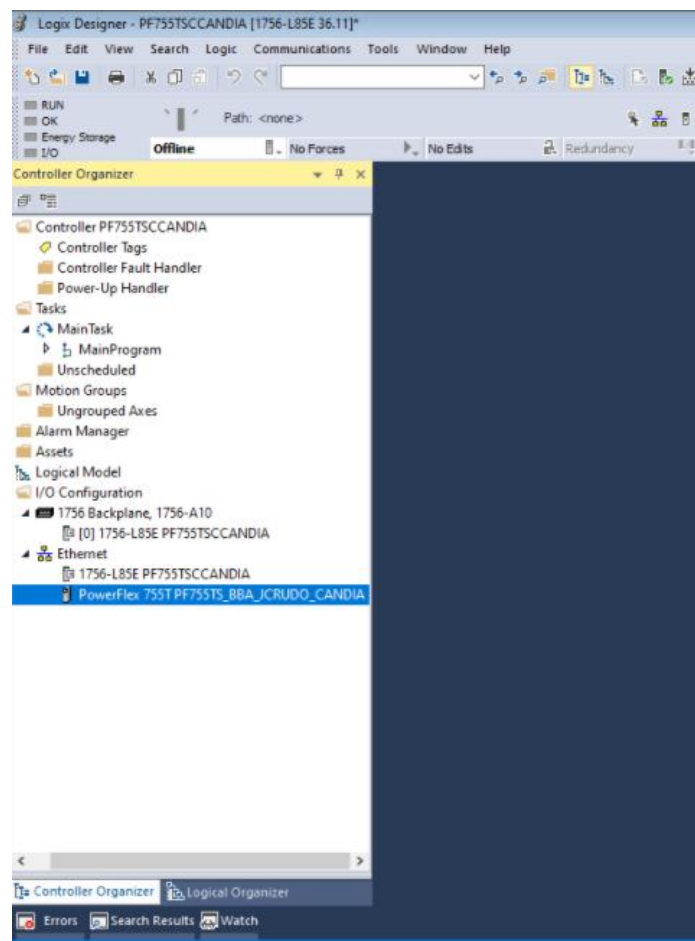 Logix Designer - PF755TSCCANDIA [1756-L85E 36.11]*
File Edit View Search Logic Communications Tools Window Help
RUN
OK
Energy Storage
I/O
Path: <none>
Offline No Forces No Edits Redundancy
Controller Organizer
Controller PF755TSCCANDIA
Controller Tags
Controller Fault Handler
Power-Up Handler
Tasks
MainTask
MainProgram
Unscheduled
Motion Groups
Ungrouped Axes
Alarm Manager
Assets
Logical Model
I/O Configuration
1756 Backplane, 1756-A10
[0] 1756-L85E PF755TSCCANDIA
Ethernet
1756-L85E PF755TSCCANDIA
PowerFlex 755T PF755TS_BBA_JCRUDO_CANDIA
Controller Organizer Logical Organizer
Errors Search Results Watch